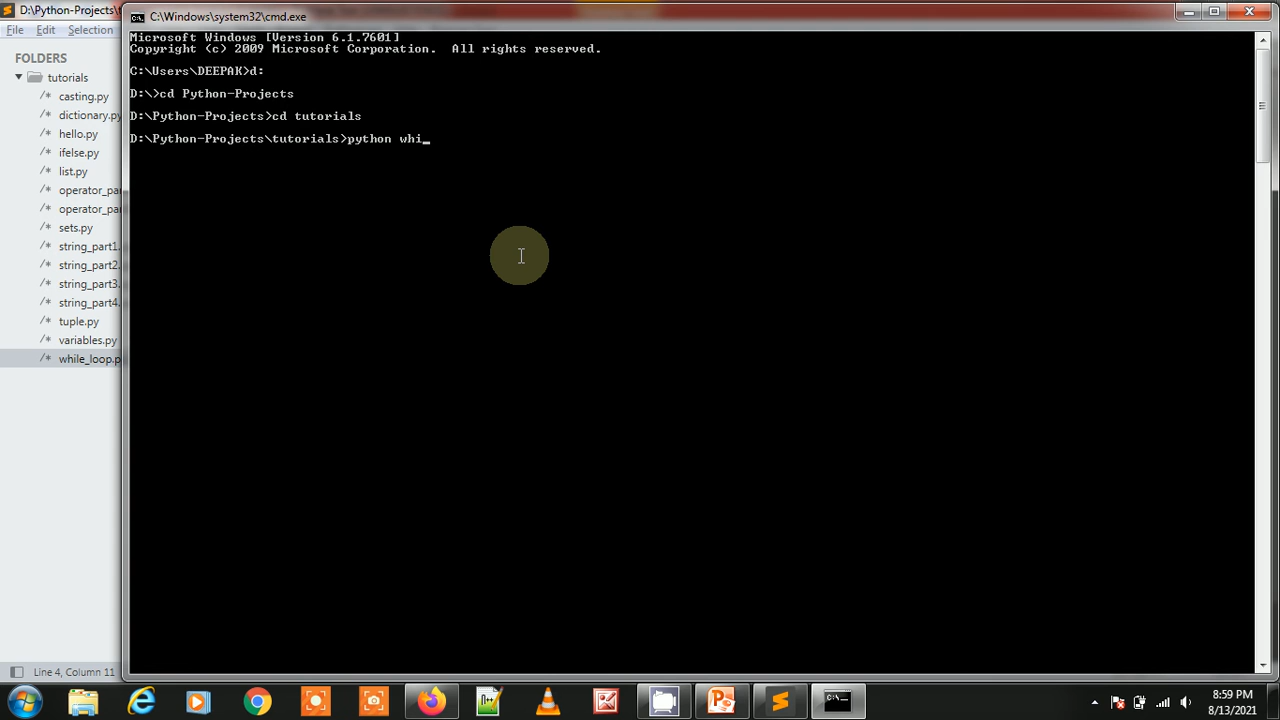 D:\Python-Projects\t
C:\Windows\system32\cmd.exe
File Edit Selection
FOLDERS
tutorials
/* casting.py
/* dictionary.py
/* hello.py
/* ifelse.py
/* list.py
/* operator_pa
/* operator_pa
/* sets.py
/* string_part1.
/* string_part2.
/* string_part3.
/* string_part4.
/* tuple.py
/* variables.py
/* while_loop.p
Line 4, Column 11
Microsoft Windows [Version 6.1.7601]
Copyright (c) 2009 Microsoft Corporation.  All rights reserved.
C:\Users\DEEPAK>d:
D:\>cd Python-Projects
D:\Python-Projects>cd tutorials
D:\Python-Projects\tutorials>python whi_
8:59 PM
8/13/2021